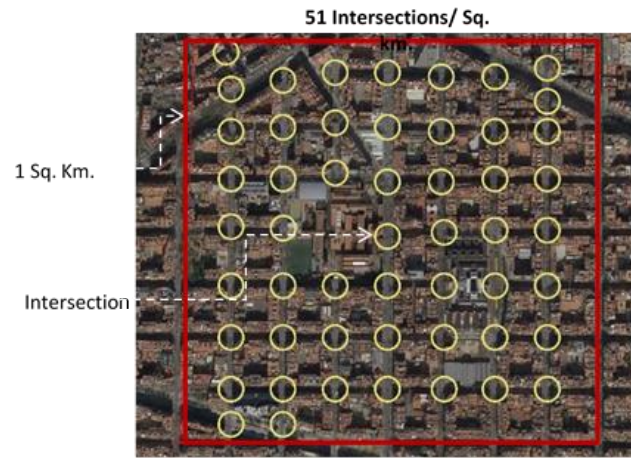 51 Intersections/ Sq.
km.
1 Sq. Km.
Intersection